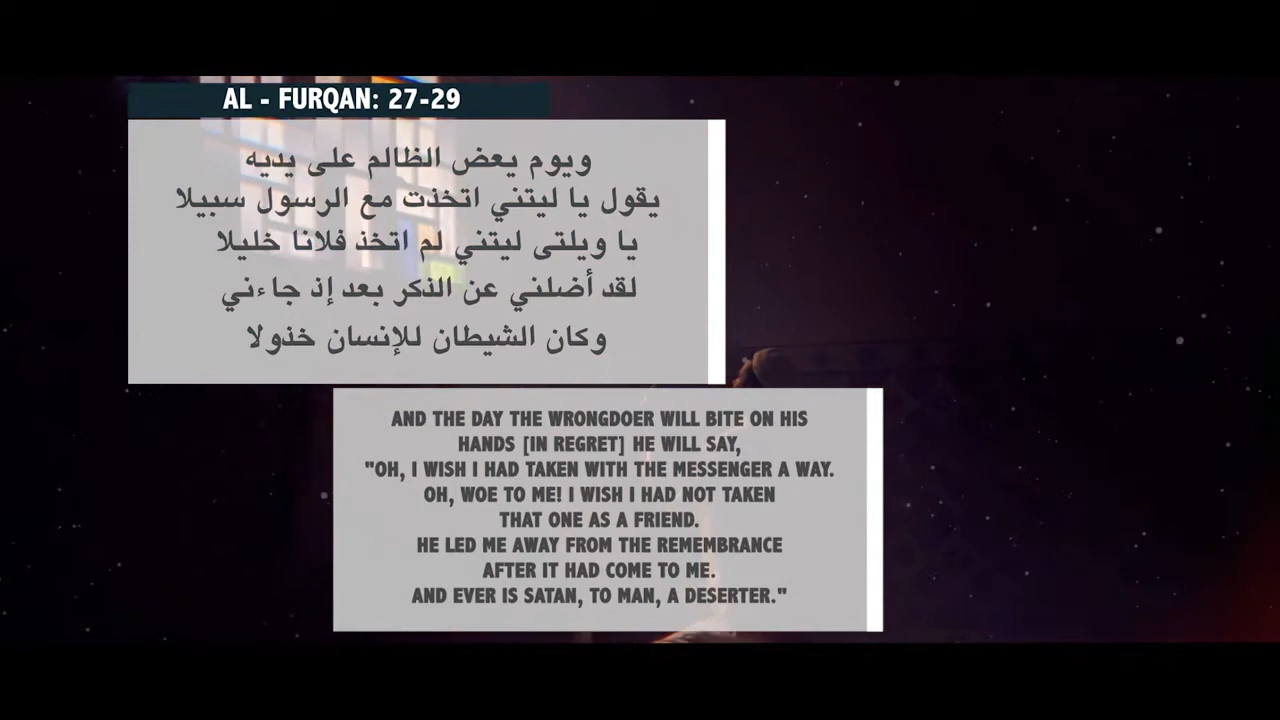 AL - FURQAN: 27-29
ويوم يعض الظالم على يديه
يقول يا ليتني اتخذت مع الرسول سبيلا
يا ويلتى ليتني لم اتخذ فلانا خليلا
لقد أضلني عن الذكر بعد إذ جاءني
وكان الشيطان للإنسان خذولا
AND THE DAY THE WRONGDOER WILL BITE ON HIS
HANDS [IN REGRET] HE WILL SAY,
"OH, I WISH I HAD TAKEN WITH THE MESSENGER A WAY.
OH, WOE TO ME! I WISH I HAD NOT TAKEN
THAT ONE AS A FRIEND.
HE LED ME AWAY FROM THE REMEMBRANCE
AFTER IT HAD COME TO ME.
AND EVER IS SATAN, TO MAN, A DESERTER."